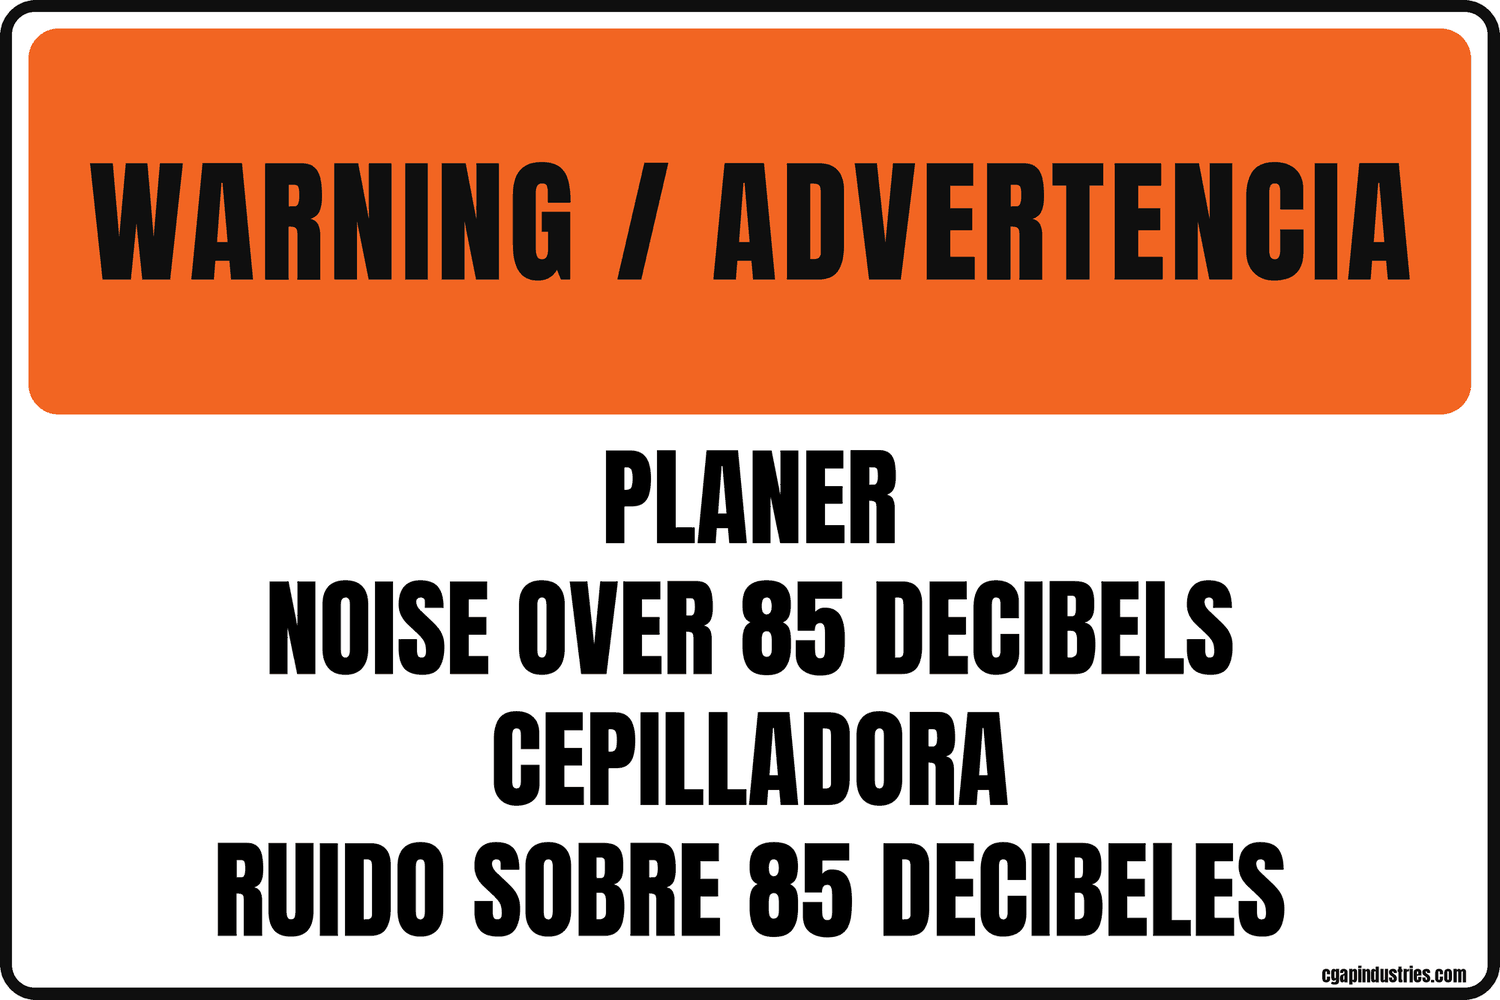 WARNING / ADVERTENCIA
PLANER
NOISE OVER 85 DECIBELS
CEPILLADORA
RUIDO SOBRE 85 DECIBELES
cgapindustries.com